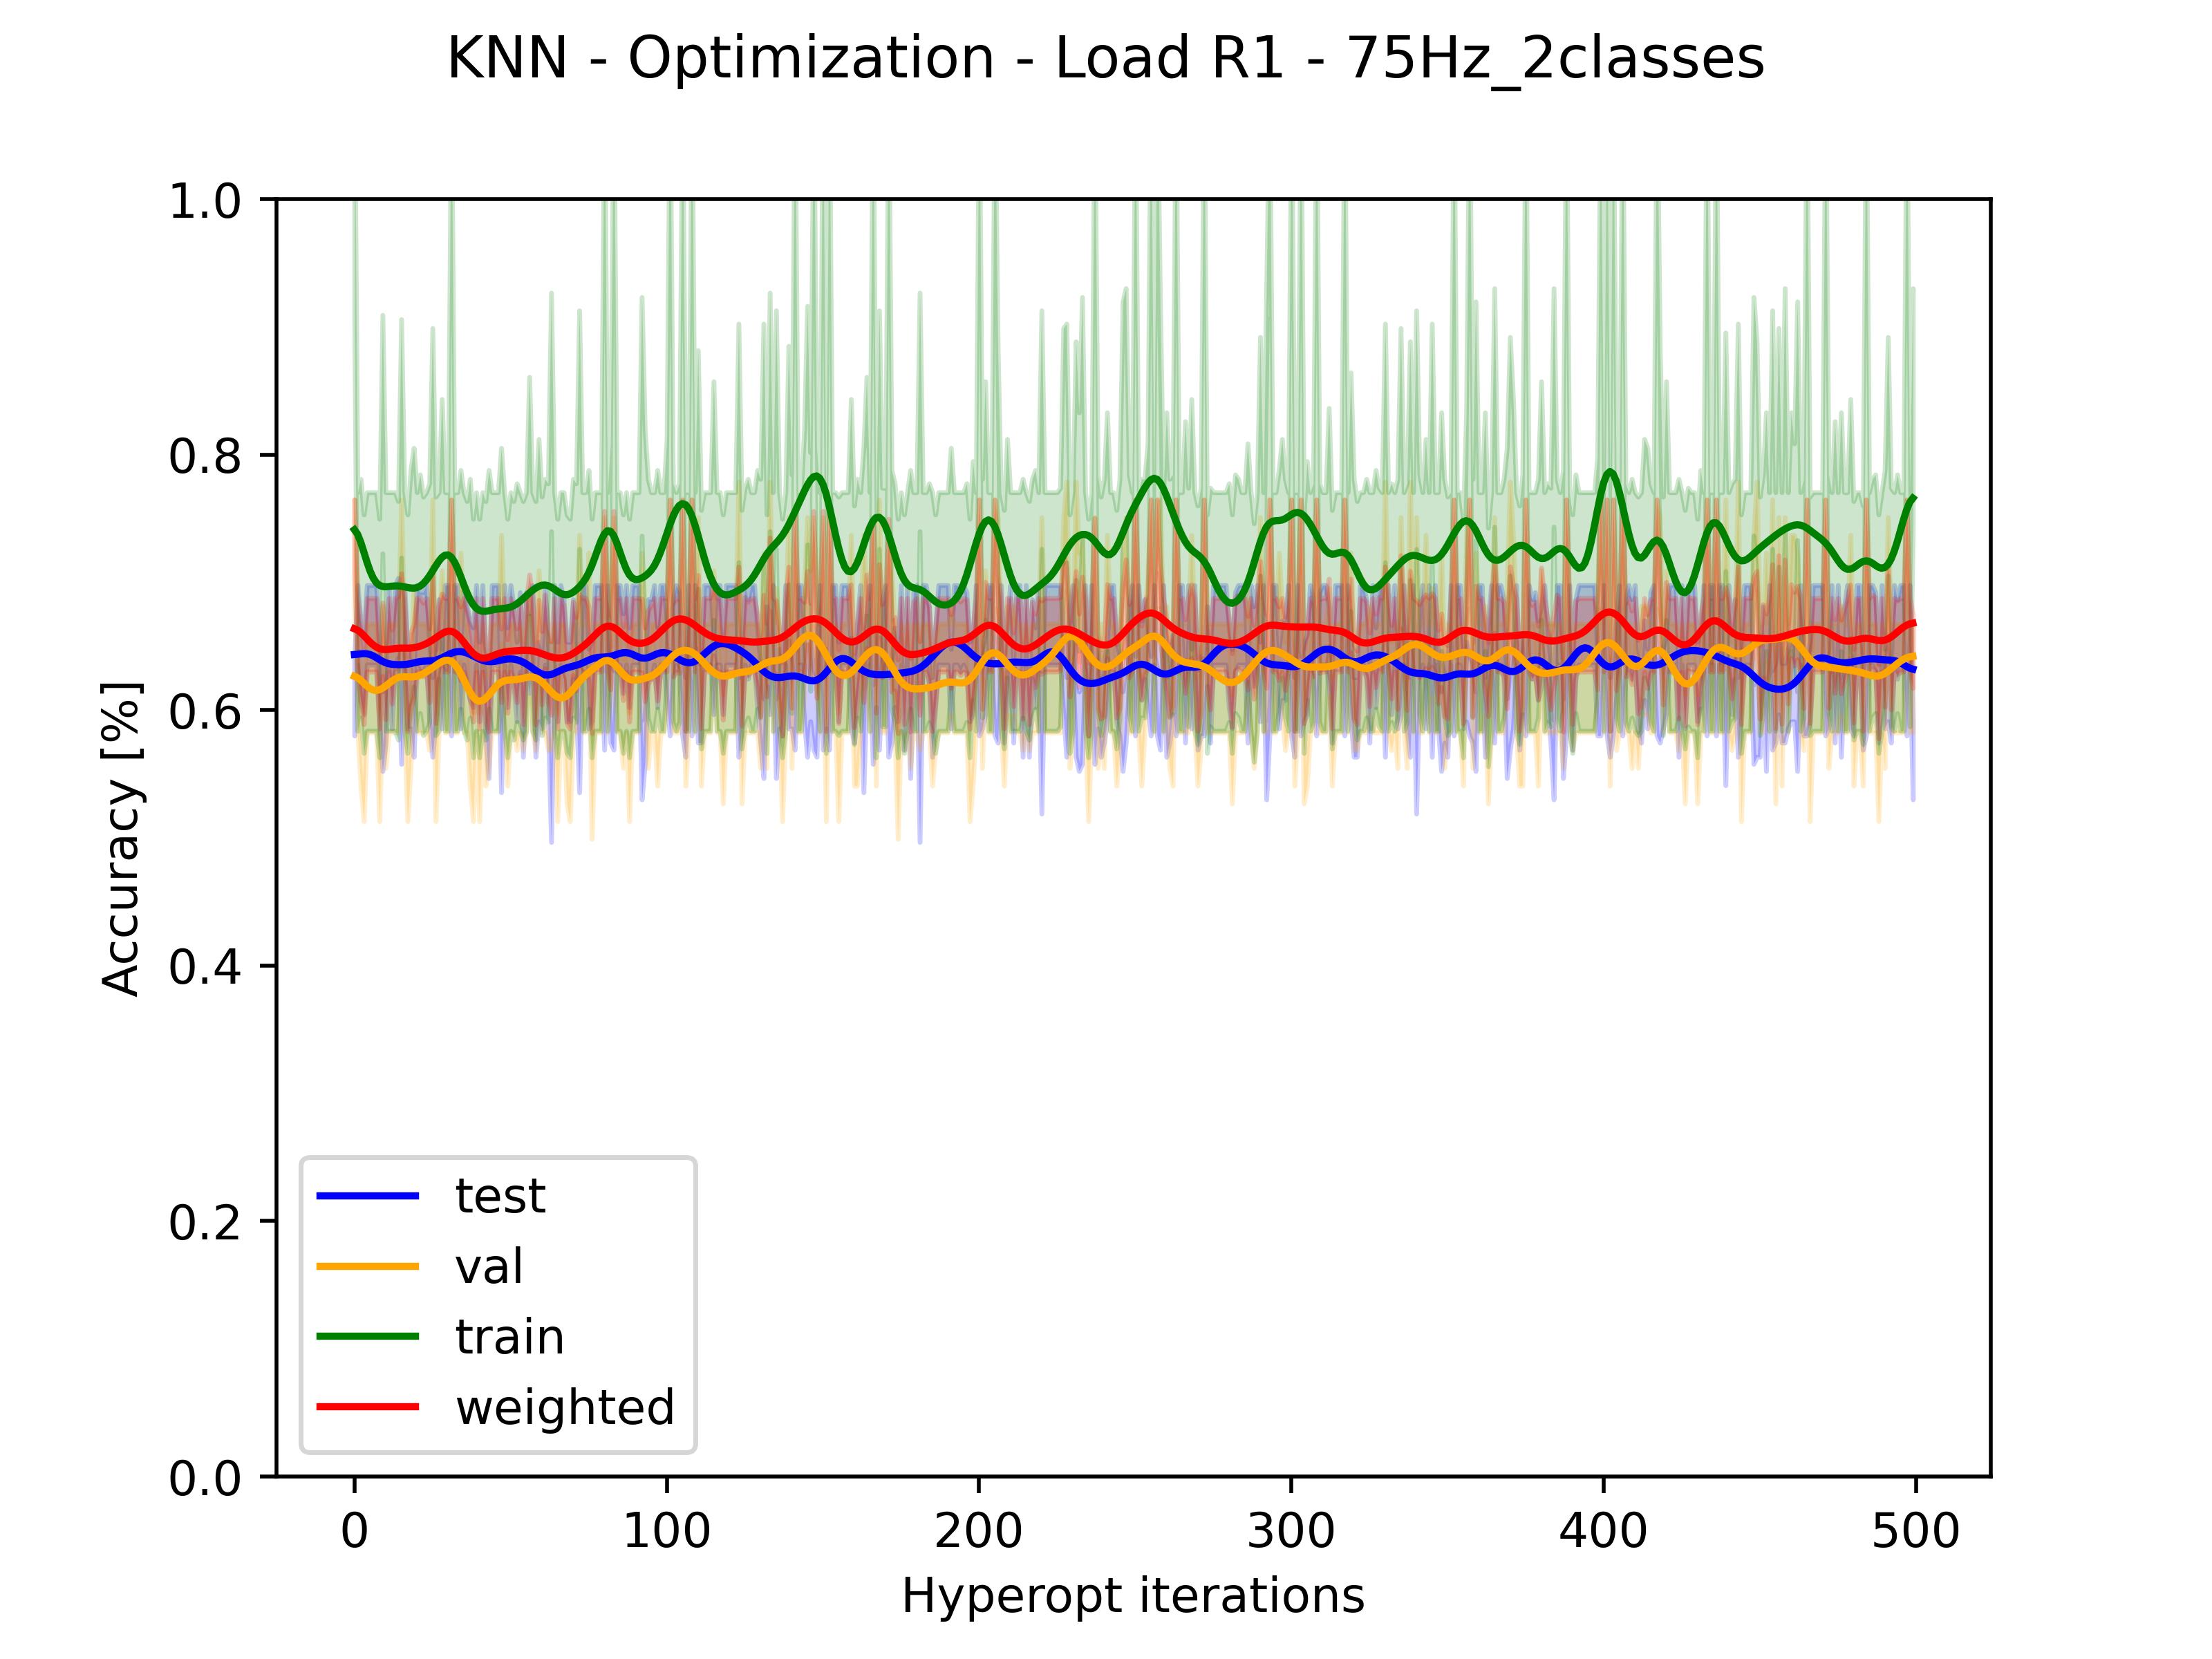 KNN - Optimization - Load R1 - 75Hz_2classes
1.0
0.8
0.6
0.4
0.2
0.0
Accuracy [%]
test
val
train
weighted
0 100 200 300 400 500
Hyperopt iterations